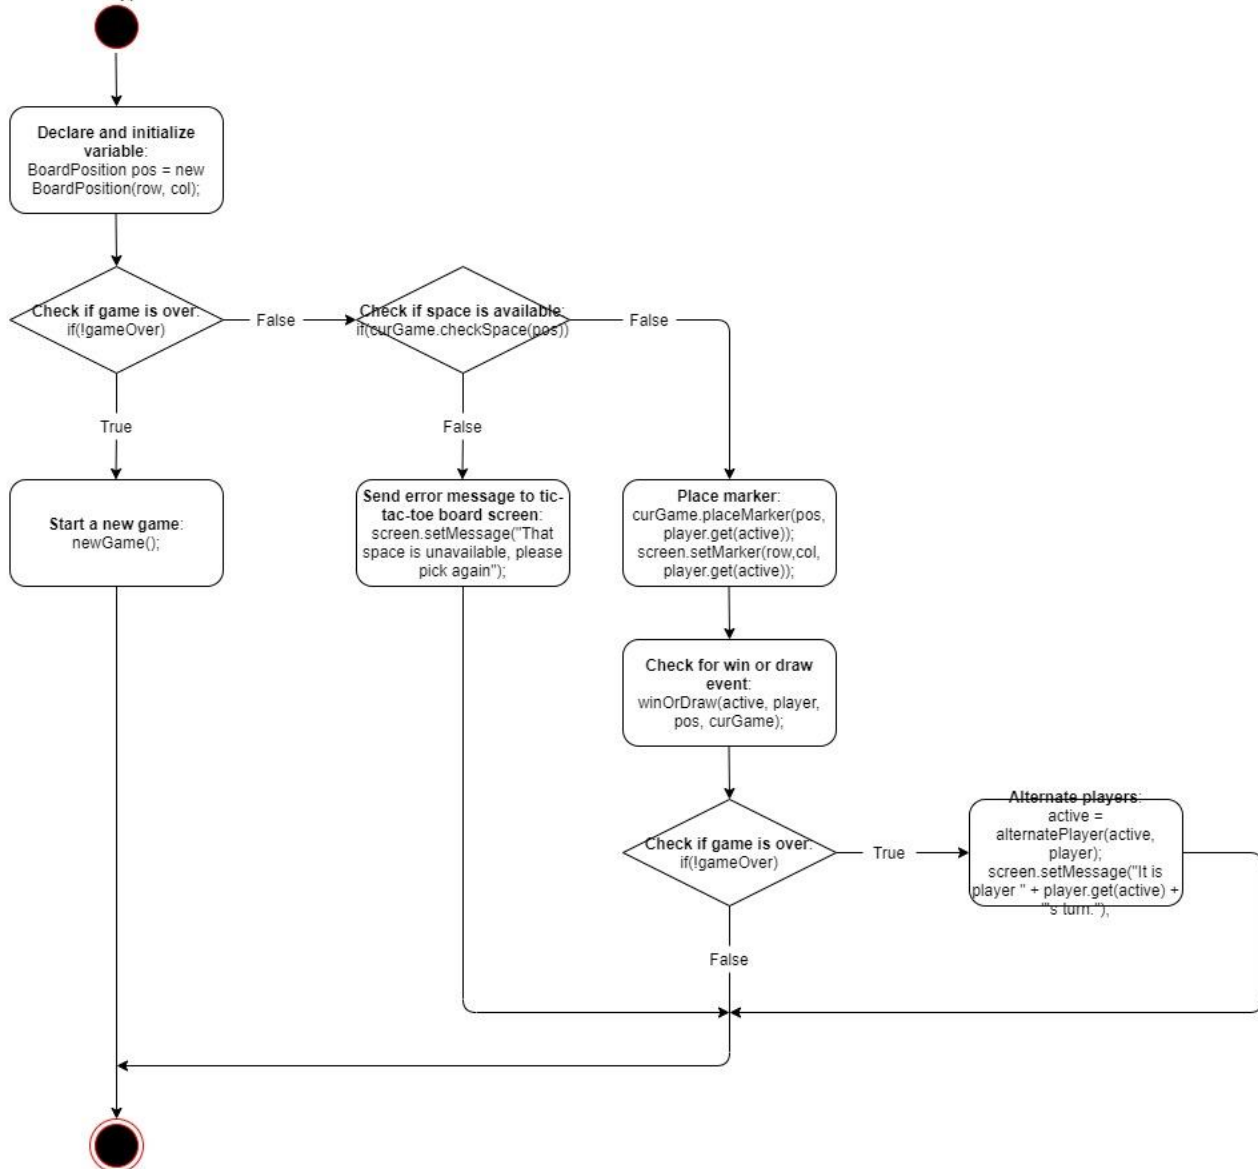 Declare and initialize
variable:
BoardPosition pos = new
BoardPosition(row, col);
Check if game is over:
if(!gameOver)
False
Check if space is available:
if(curGame.checkSpace(pos))
False
True
False
Start a new game:
newGame();
Send error message to tic-
tac-toe board screen:
screen.setMessage("That
space is unavailable, please
pick again");
Place marker:
curGame.placeMarker(pos,
player.get(active));
screen.setMarker(row,col,
player.get(active));
Check for win or draw
event:
winOrDraw(active, player,
pos, curGame);
Check if game is over:
if(!gameOver)
True
Alternate players:
active =
alternatePlayer(active,
player);
screen.setMessage("It is
player " + player.get(active) +
"'s turn.");
False